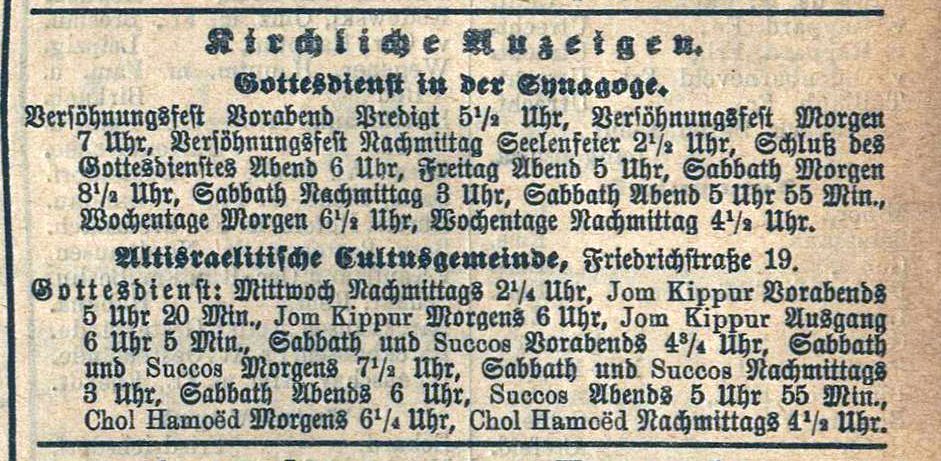 Kirchliche Anzeigen.
Gottesdienst in der Synagoge.
Versöhnungsfest Vorabend Predigt 5½ Uhr, Versöhnungsfest Morgen
7 Uhr, Versöhnungsfest Nachmittag Seelenfeier 2½ Uhr, Schluß des
Gottesdienstes Abend 6 Uhr, Freitag Abend 5 Uhr, Sabbath Morgen
8½ Uhr, Sabbath Nachmittag 3 Uhr, Sabbath Abend 5 Uhr 55 Min.,
Wochentage Morgen 6½ Uhr, Wochentage Nachmittag 4½ Uhr.
Altisraelitische Cultusgemeinde, Friedrichstraße 19.
Gottesdienst: Mittwoch Nachmittags 2¼ Uhr, Jom Kippur Vorabends
5 Uhr 20 Min., Jom Kippur Morgens 6 Uhr, Jom Kippur Ausgang
6 Uhr 5 Min., Sabbath und Succos Vorabends 4¾ Uhr, Sabbath
und Succos Morgens 7½ Uhr, Sabbath und Succos Nachmittags
3 Uhr, Sabbath Abends 6 Uhr, Succos Abends 5 Uhr 55 Min.,
Chol Hamoëd Morgens 6¼ Uhr, Chol Hamoëd Nachmittags 4½ Uhr.